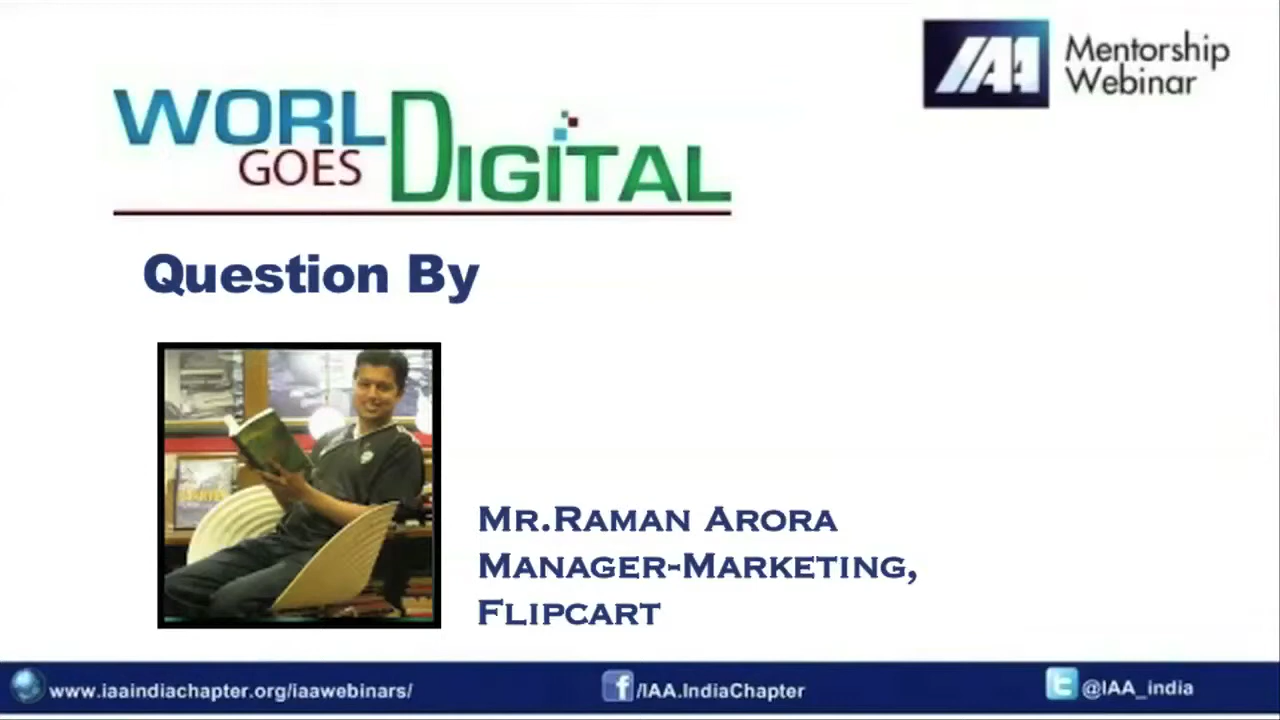 IAA Mentorship
Webinar
WORLD
GOES
DIGITAL
Question By
MR.RAMAN ARORA
MANAGER-MARKETING,
FLIPCART
www.iaaindiachapter.org/iaawebinars/
f/IAA.IndiaChapter
t @IAA_india